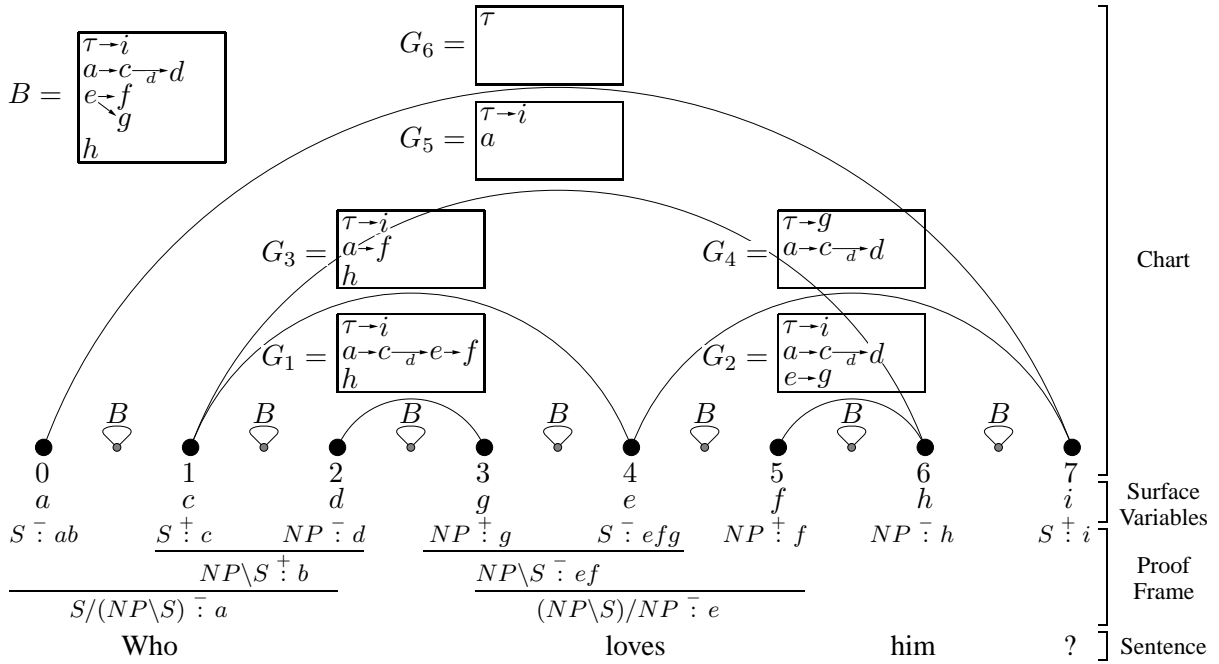 G₆ =
τ
B =
τ→i
a→c→d d
e→f
g
h
G₅ =
τ→i
a
G₃ =
τ→i
a→f
h
G₄ =
τ→g
a→c→d d
Chart
G₁ =
τ→i
a→c→e→f d
h
G₂ =
τ→i
a→c→d d
e→g
B B B B B B B
0 1 2 3 4 5 6 7
a c d g e f h i
Surface Variables
S :⁻ ab S :⁺ c NP :⁻ d NP :⁺ g S :⁻ efg NP :⁺ f NP :⁻ h S :⁺ i
NP\S :⁺ b NP\S :⁻ ef
Proof Frame
S/(NP\S) :⁻ a (NP\S)/NP :⁻ e
Who loves him ? Sentence